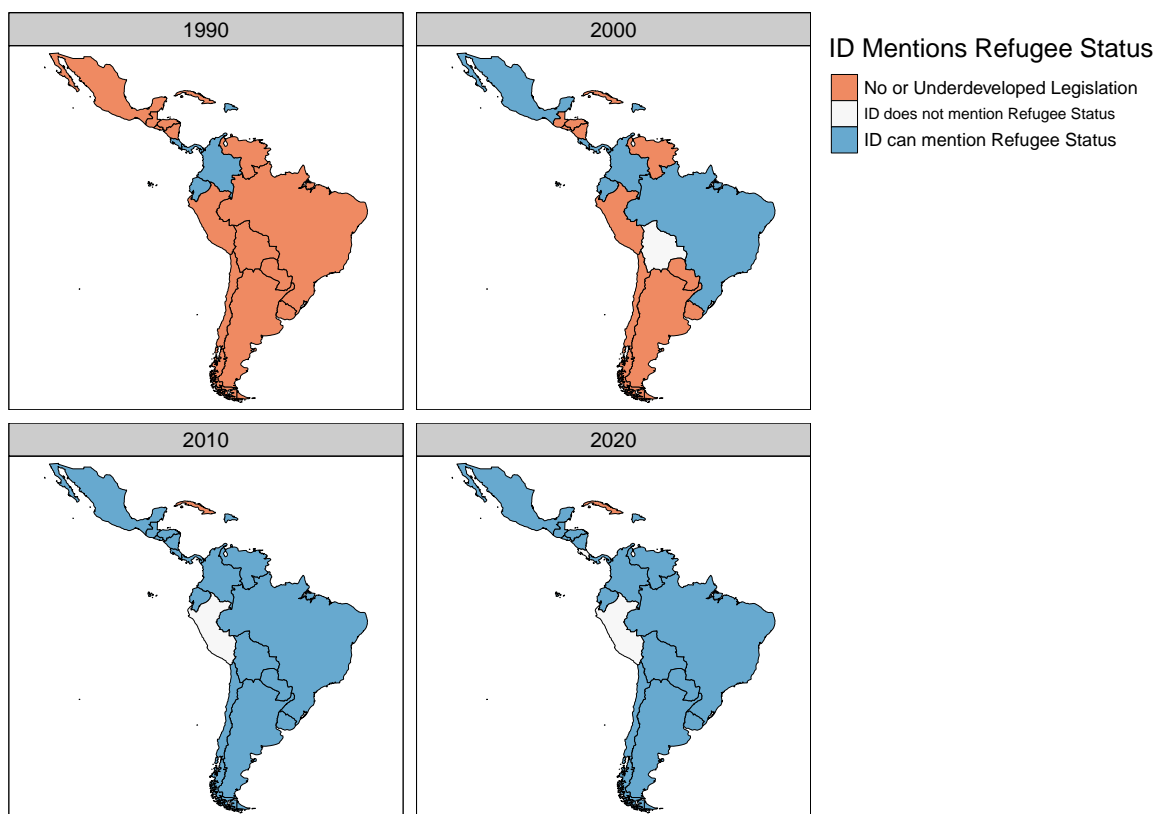 1990
2000
ID Mentions Refugee Status
No or Underdeveloped Legislation
ID does not mention Refugee Status
ID can mention Refugee Status
2010
2020